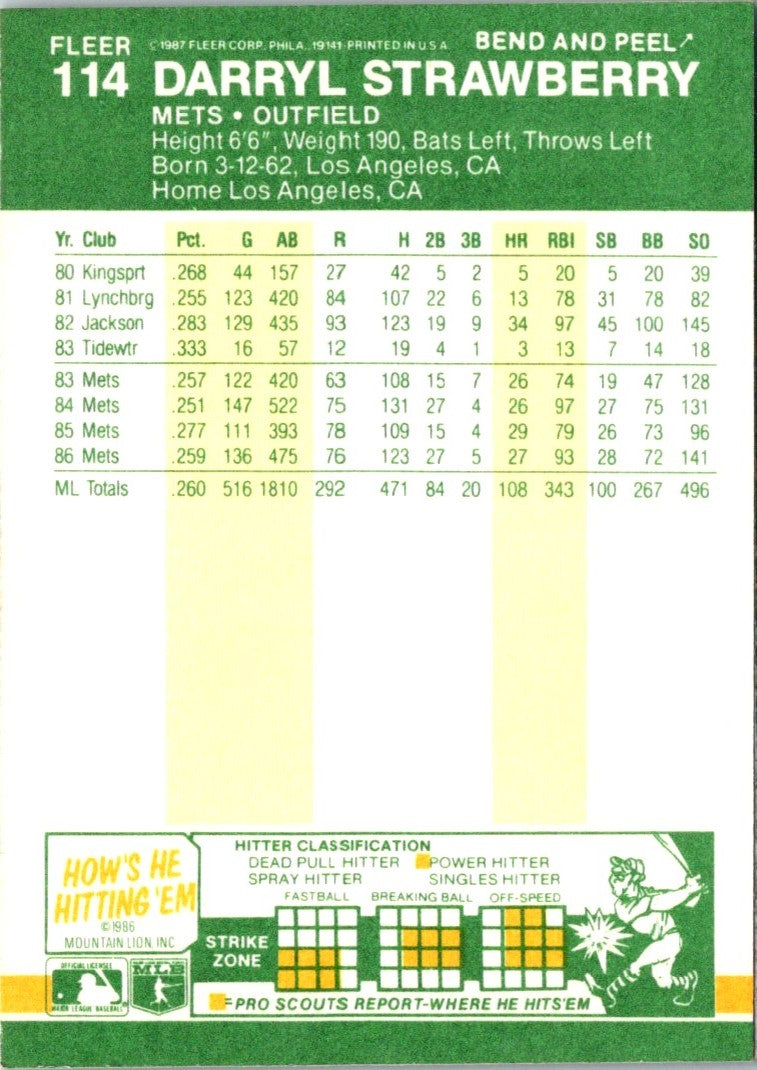 FLEER © 1987 FLEER CORP. PHILA. 19141 PRINTED IN U S A BEND AND PEEL
114 DARRYL STRAWBERRY
METS • OUTFIELD
Height 6'6", Weight 190, Bats Left, Throws Left
Born 3-12-62, Los Angeles, CA
Home Los Angeles, CA
Yr. Club Pct. G AB R H 2B 3B HR RBI SB BB SO
80 Kingsprt .268 44 157 27 42 5 2 5 20 5 20 39
81 Lynchbrg .255 123 420 84 107 22 6 13 78 31 78 82
82 Jackson .283 129 435 93 123 19 9 34 97 45 100 145
83 Tidewtr .333 16 57 12 19 4 1 3 13 7 14 18
83 Mets .257 122 420 63 108 15 7 26 74 19 47 128
84 Mets .251 147 522 75 131 27 4 26 97 27 75 131
85 Mets .277 111 393 78 109 15 4 29 79 26 73 96
86 Mets .259 136 475 76 123 27 5 27 93 28 72 141
ML Totals .260 516 1810 292 471 84 20 108 343 100 267 496
HOW'S HE
HITTING 'EM
© 1986
MOUNTAIN LION, INC
HITTER CLASSIFICATION
DEAD PULL HITTER POWER HITTER
SPRAY HITTER SINGLES HITTER
FASTBALL BREAKING BALL OFF-SPEED
STRIKE
ZONE
=PRO SCOUTS REPORT-WHERE HE HITS'EM
OFFICIAL LICENSEE
MAJOR LEAGUE BASEBALL
MLB